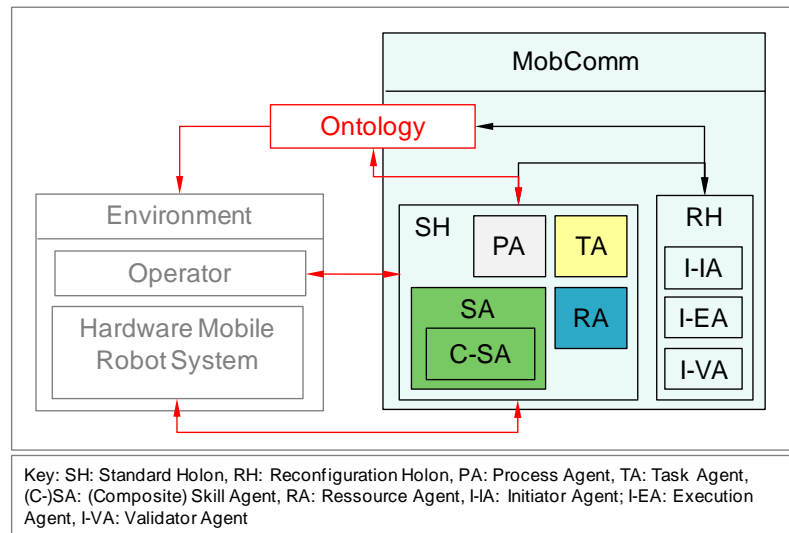 MobComm
Ontology
Environment
Operator
Hardware Mobile
Robot System
SH
PA
TA
SA
C-SA
RA
RH
I-IA
I-EA
I-VA
Key: SH: Standard Holon, RH: Reconfiguration Holon, PA: Process Agent, TA: Task Agent,
(C-)SA: (Composite) Skill Agent, RA: Ressource Agent, I-IA: Initiator Agent; I-EA: Execution
Agent, I-VA: Validator Agent